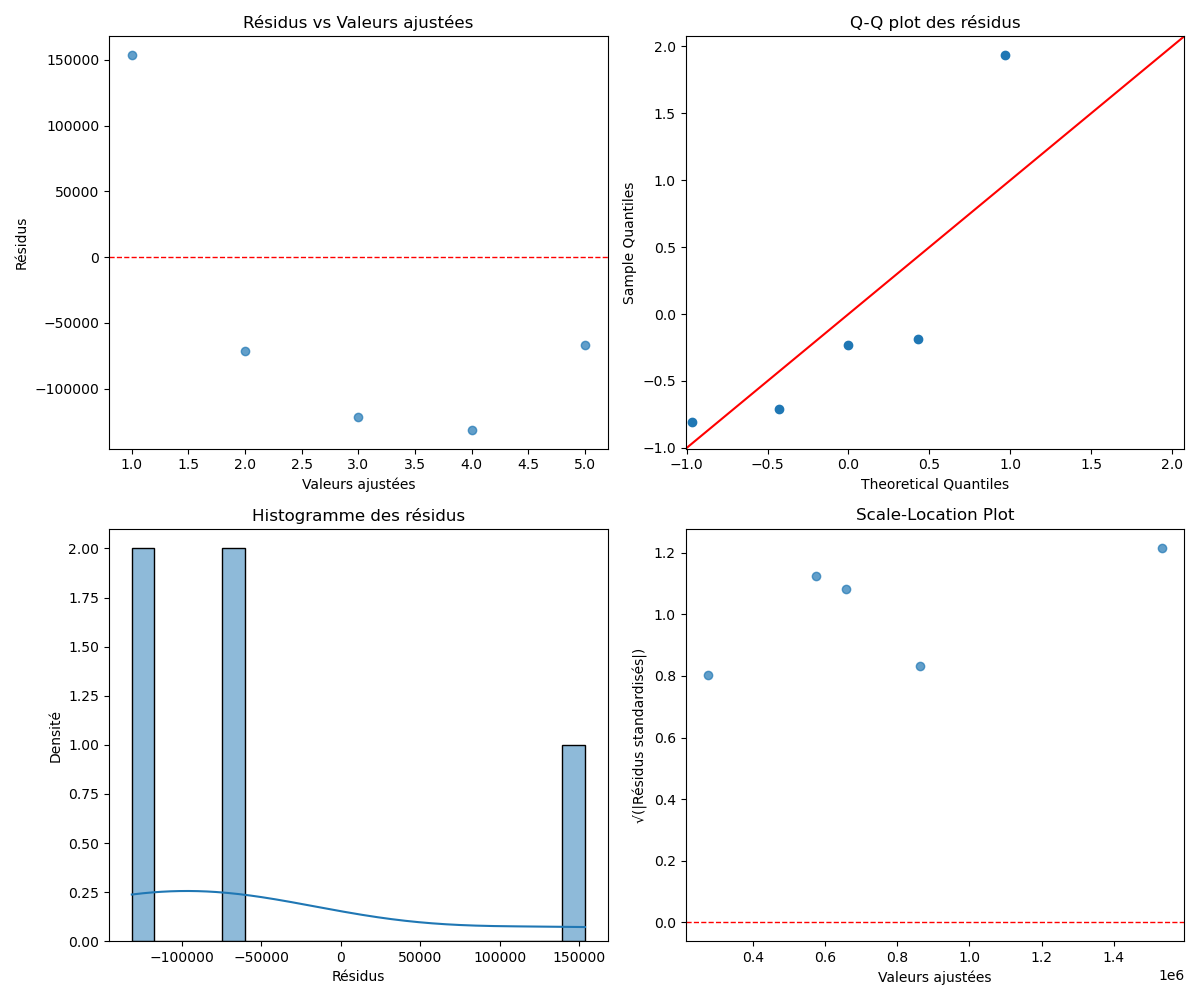 Résidus vs Valeurs ajustées
150000
100000
50000
0
−50000
−100000
Résidus
1.0 1.5 2.0 2.5 3.0 3.5 4.0 4.5 5.0
Valeurs ajustées
Q-Q plot des résidus
2.0
1.5
1.0
0.5
0.0
−0.5
−1.0
Sample Quantiles
−1.0 −0.5 0.0 0.5 1.0 1.5 2.0
Theoretical Quantiles
Histogramme des résidus
2.00
1.75
1.50
1.25
1.00
0.75
0.50
0.25
0.00
Densité
−100000 −50000 0 50000 100000 150000
Résidus
Scale-Location Plot
1.2
1.0
0.8
0.6
0.4
0.2
0.0
√(|Résidus standardisés|)
0.4 0.6 0.8 1.0 1.2 1.4
1e6
Valeurs ajustées